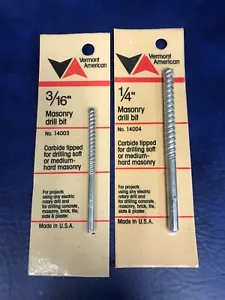 Vermont
American
3/16"
Masonry
drill bit
No. 14003
Carbide tipped
for drilling soft
or medium-
hard masonry
For projects
using any electric
rotary drill and
for drilling concrete,
masonry, brick, tile,
slate & plaster.
Made in U.S.A.
Vermont
American
1/4"
Masonry
drill bit
No. 14004
Carbide tipped
for drilling soft
or medium-
hard masonry
For projects
using any electric
rotary drill and
for drilling concrete,
masonry, brick, tile,
slate & plaster.
Made in U.S.A.